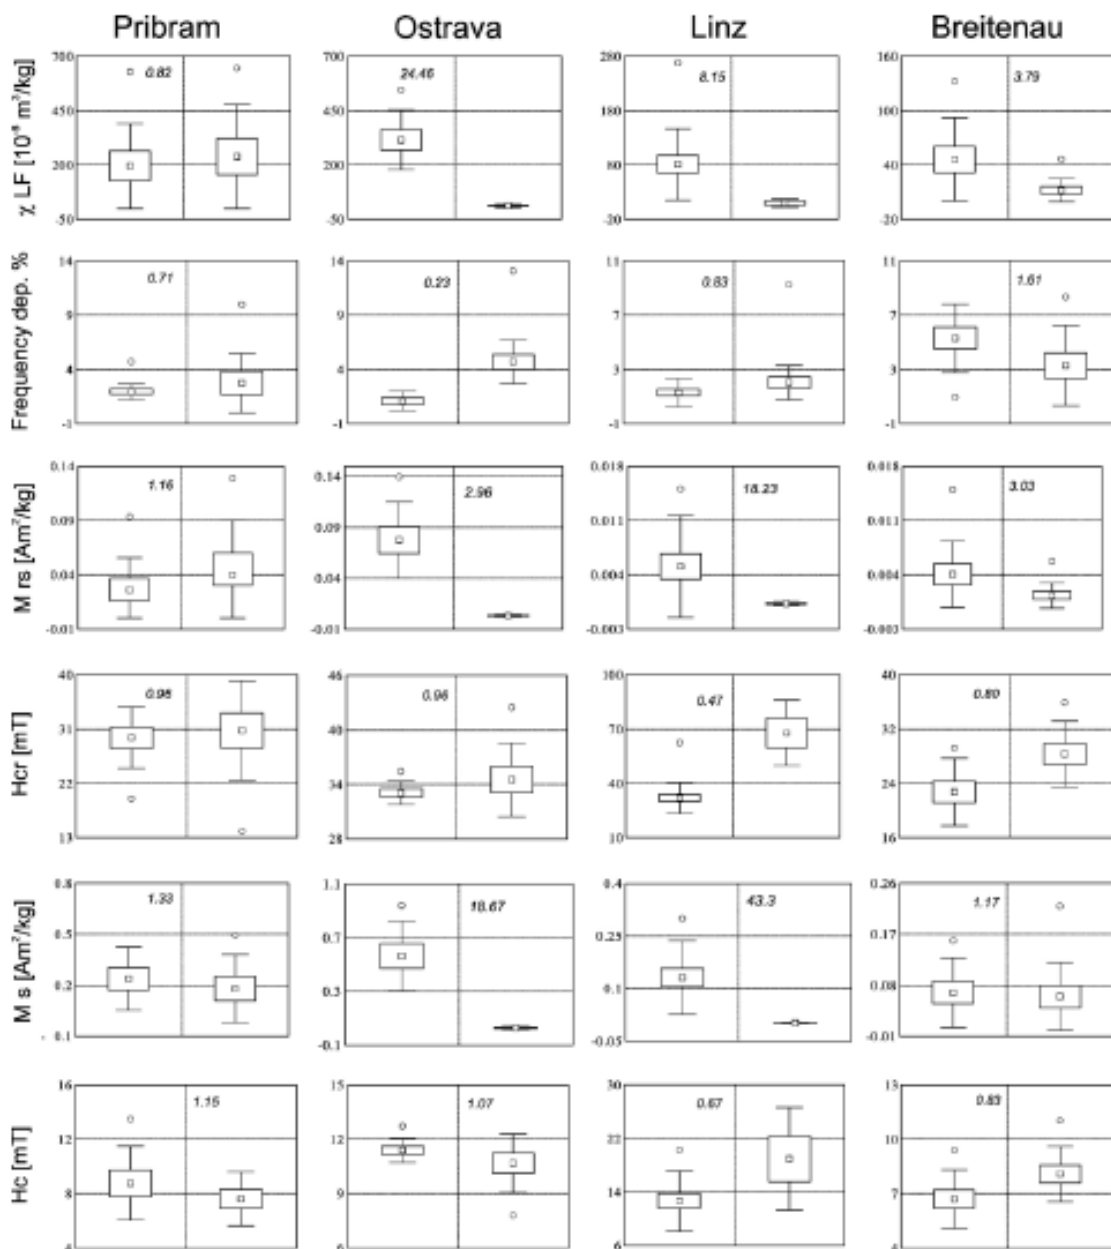 Pribram Ostrava Linz Breitenau
χ LF [10⁻⁸ m³/kg]
700 0.82 700 24.46 280 8.15 160 3.79
450 450 180 100
200 700 80 40
-50 -50 -20 -20
Frequency dep. %
14 0.71 14 0.23 11 0.83 11 1.61
9 9 7 7
4 4 3 3
-1 -1 -1 -1
M rs [Am²/kg]
0.14 1.16 0.14 2.96 0.018 18.23 0.018 3.03
0.09 0.09 0.011 0.011
0.04 0.04 0.004 0.004
-0.01 -0.01 -0.003 -0.003
Hcr [mT]
40 0.96 46 0.96 100 0.47 40 0.80
31 40 70 32
22 34 40 24
13 28 10 16
M s [Am²/kg]
0.8 1.33 1.1 18.67 0.4 43.3 0.26 1.17
0.5 0.7 0.25 0.17
0.2 0.3 0.1 0.08
-0.1 -0.1 -0.05 -0.01
Hc [mT]
16 1.15 15 1.07 30 0.67 13 0.83
12 12 22 10
8 9 14 7
4 6 6 4